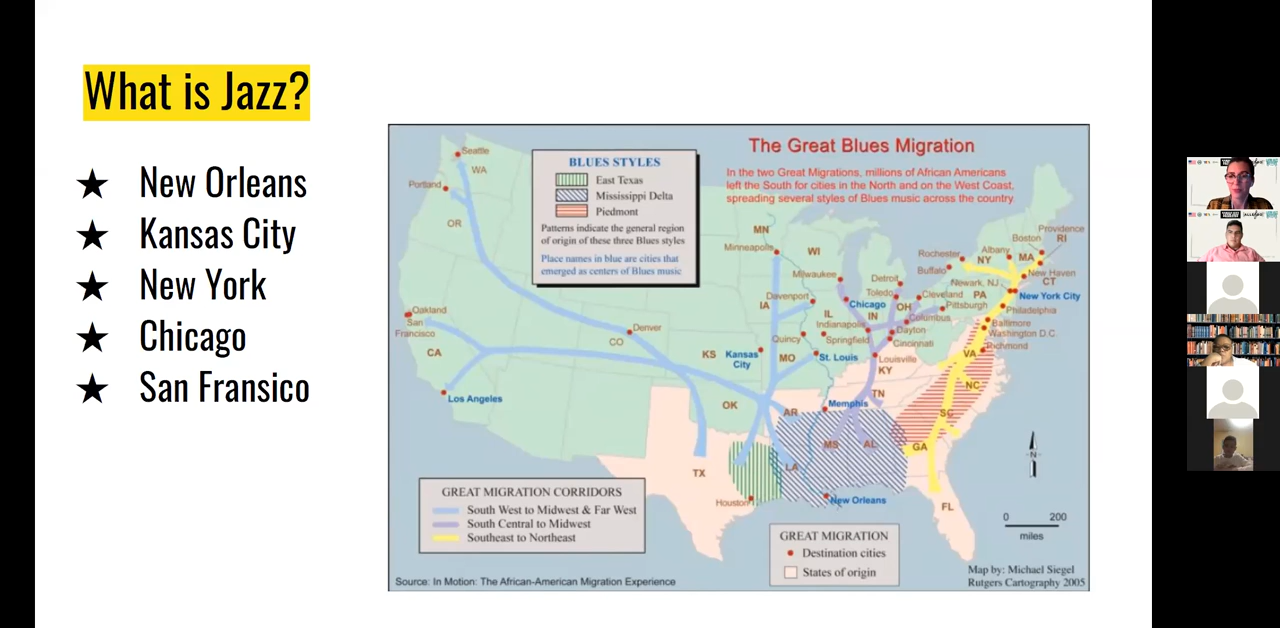 What is Jazz?
★ New Orleans
★ Kansas City
★ New York
★ Chicago
★ San Fransico
The Great Blues Migration
In the two Great Migrations, millions of African Americans
left the South for cities in the North and on the West Coast,
spreading several styles of Blues music across the country.
BLUES STYLES
East Texas
Mississippi Delta
Piedmont
Patterns indicate the general region
of origin of these three Blues styles
Place names in blue are cities that
emerged as centers of Blues music
Seattle
WA
Portland
OR
Oakland
San
Francisco
CA
Los Angeles
Denver
CO
KS
Kansas
City
OK
TX
Houston
MN
Minneapolis
WI
Milwaukee
Davenport
IA
IL
Chicago
Quincy
MO
Springfield
St. Louis
Indianapolis
IN
Detroit
Toledo
OH
Cleveland
Columbus
Dayton
Cincinnati
Louisville
KY
TN
Memphis
AR
MS
AL
LA
New Orleans
GA
FL
SC
NC
VA
Rochester
Buffalo
Albany
NY
Boston
MA
Providence
RI
New Haven
CT
Newark, NJ
PA
New York City
Pittsburgh
Philadelphia
Baltimore
Washington D.C.
Richmond
N
0 200
miles
GREAT MIGRATION CORRIDORS
South West to Midwest & Far West
South Central to Midwest
Southeast to Northeast
GREAT MIGRATION
Destination cities
States of origin
Source: In Motion: The African-American Migration Experience
Map by: Michael Siegel
Rutgers Cartography 2005